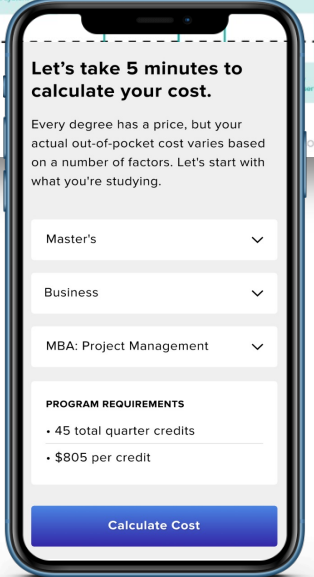 Let's take 5 minutes to
calculate your cost.
Every degree has a price, but your
actual out-of-pocket cost varies based
on a number of factors. Let's start with
what you're studying.
Master's
Business
MBA: Project Management
PROGRAM REQUIREMENTS
• 45 total quarter credits
• $805 per credit
Calculate Cost